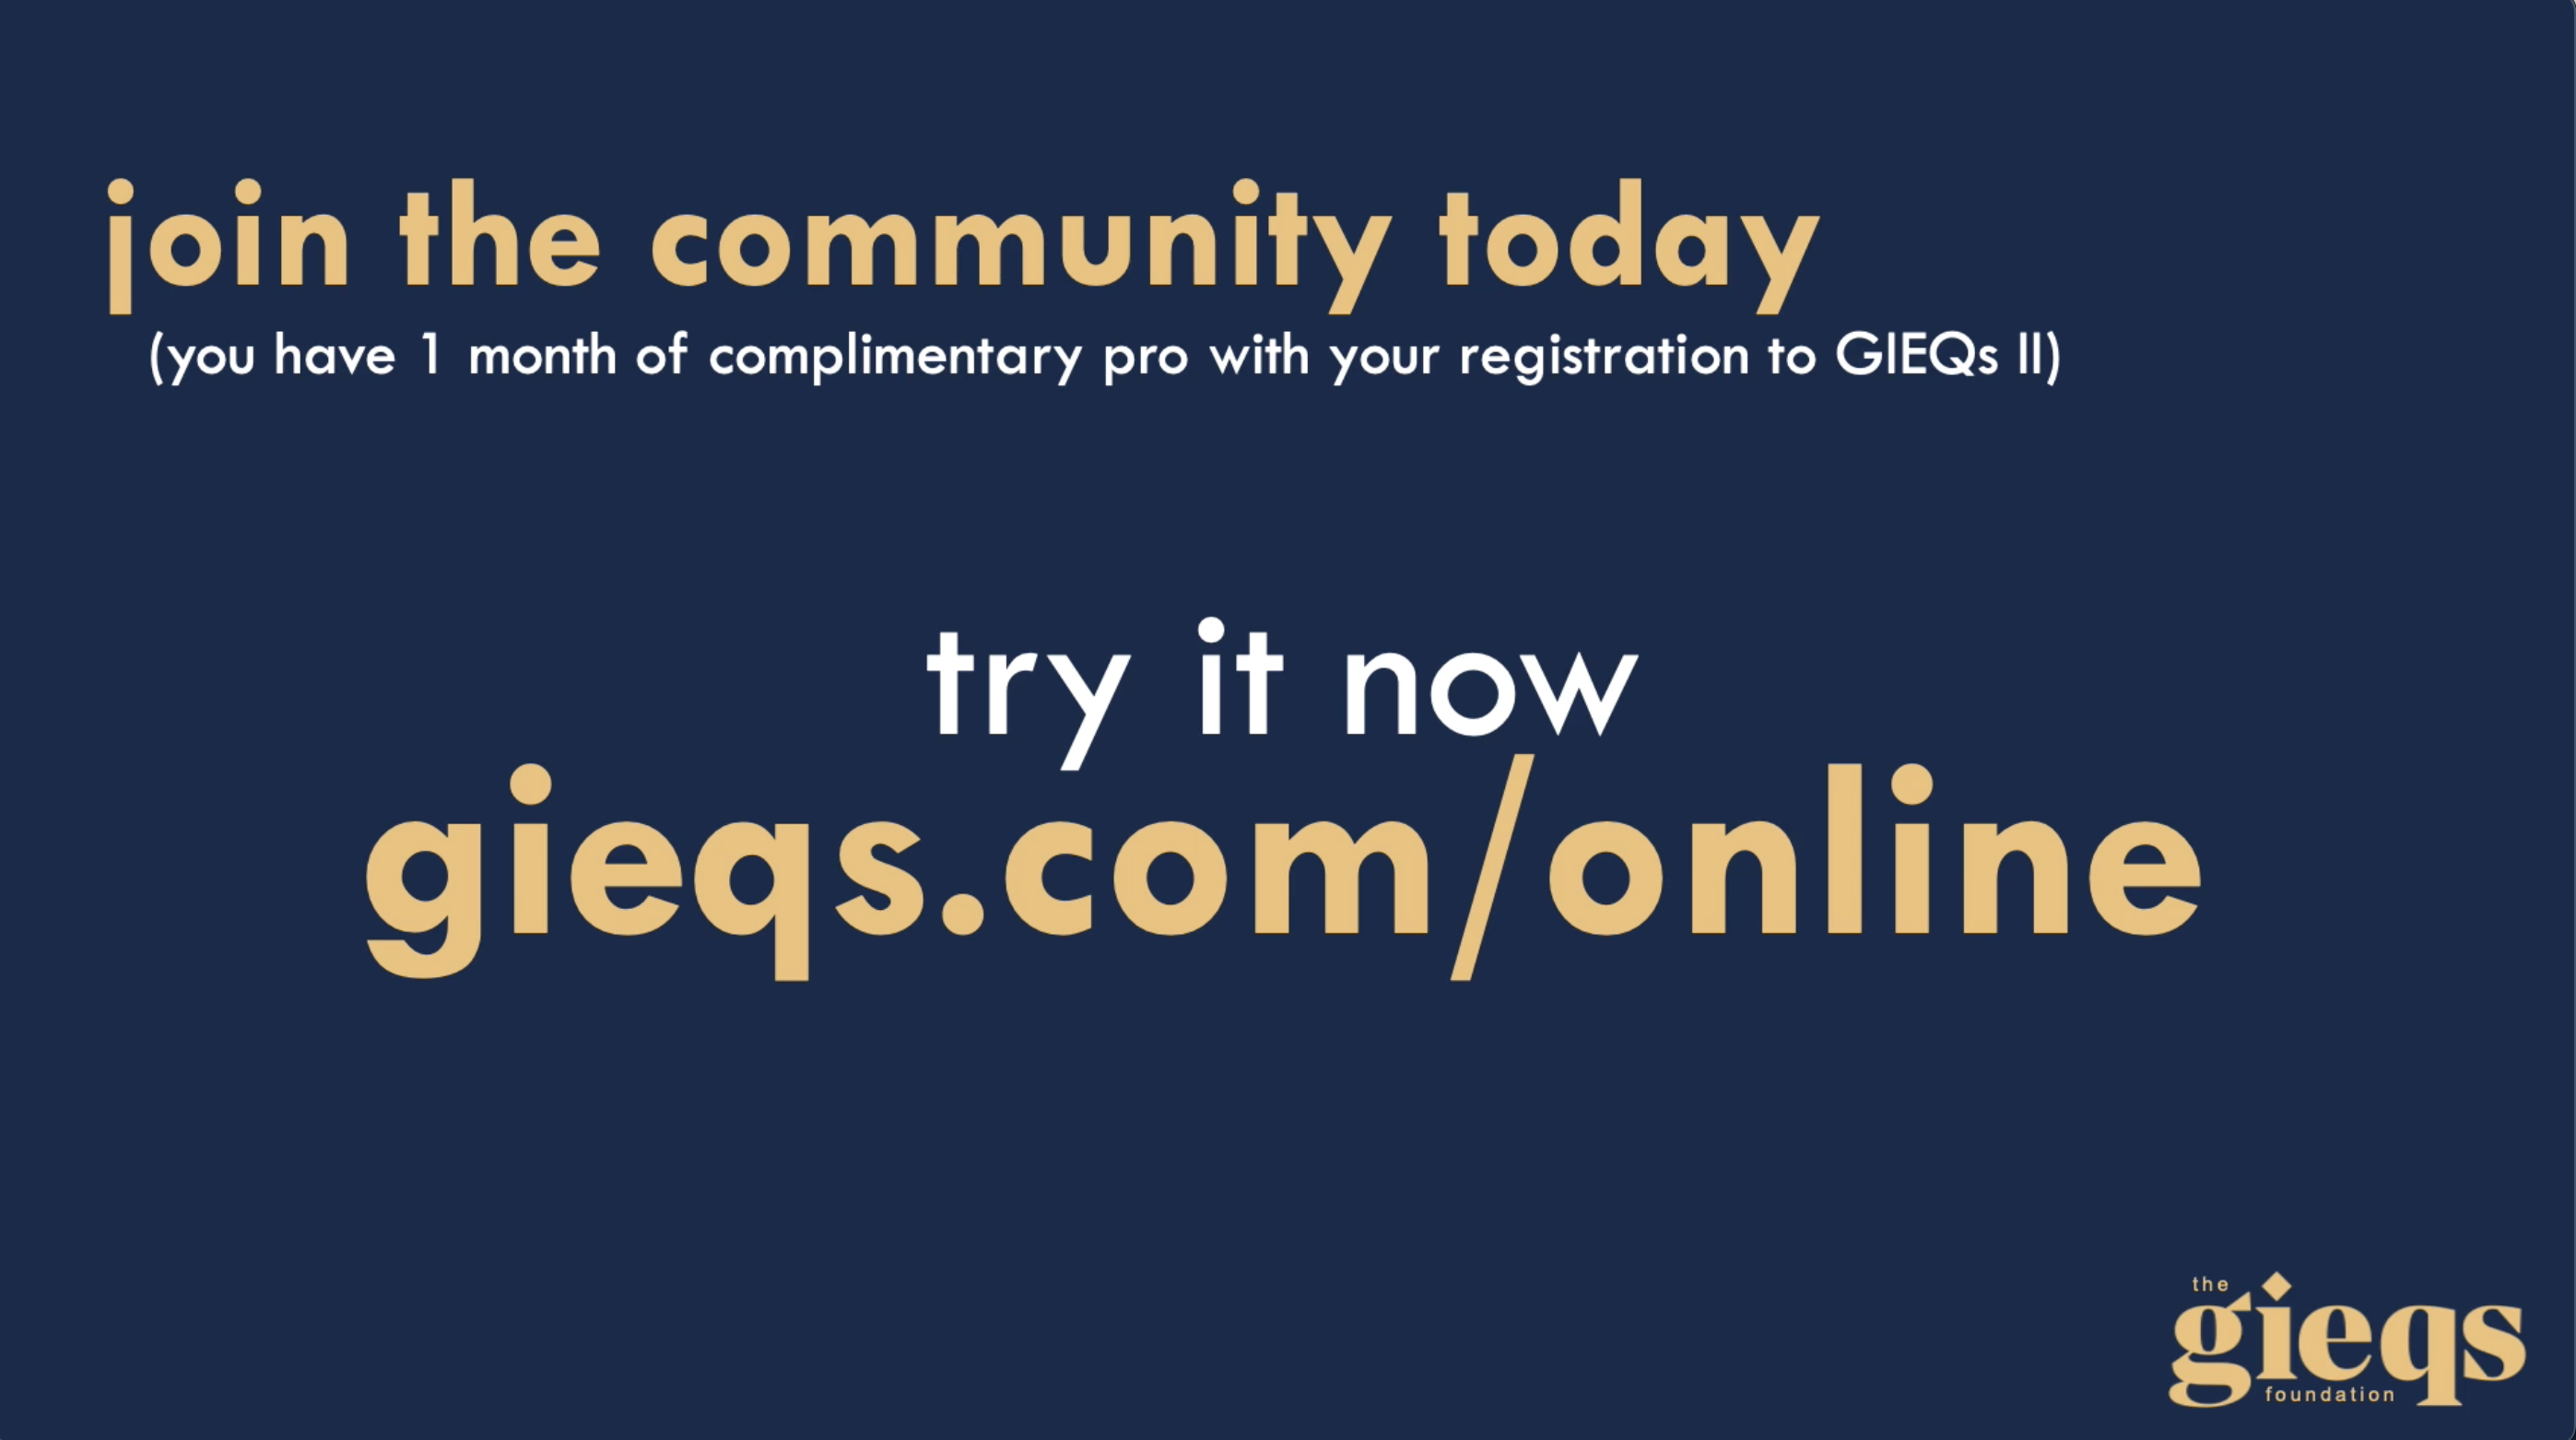 join the community today
(you have 1 month of complimentary pro with your registration to GIEQs II)
try it now
gieqs.com/online
the
gieqs
foundation